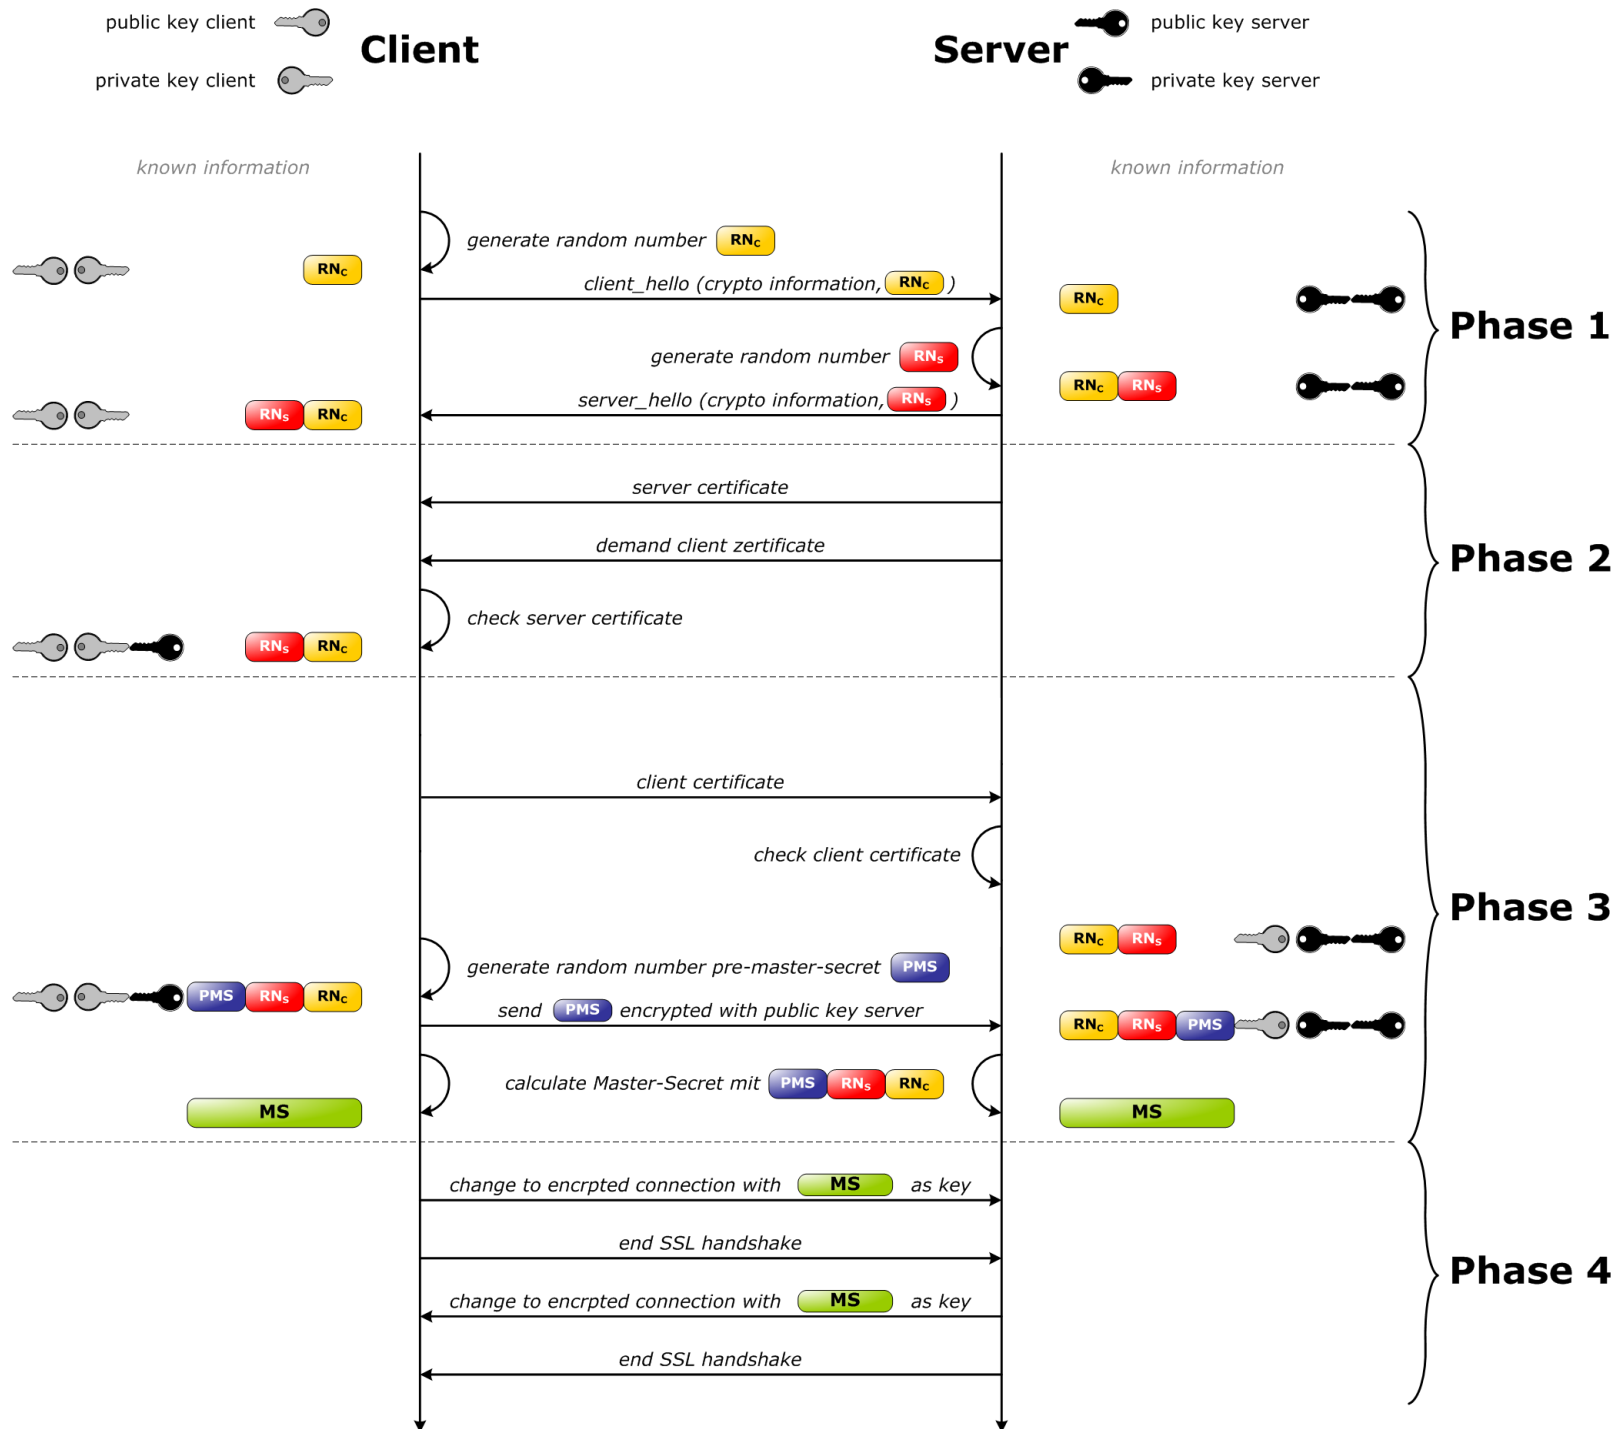 public key client
Client
Server
public key server
private key client
private key server
known information
known information
generate random number RNC
RNC
client_hello (crypto information, RNC )
RNC
Phase 1
generate random number RNS
RNC RNS
server_hello (crypto information, RNS )
RNS RNC
server certificate
demand client zertificate
Phase 2
check server certificate
RNS RNC
client certificate
check client certificate
Phase 3
RNC RNS
generate random number pre-master-secret PMS
PMS RNS RNC
send PMS encrypted with public key server
RNC RNS PMS
calculate Master-Secret mit PMS RNS RNC
MS
MS
change to encrpted connection with MS as key
end SSL handshake
Phase 4
change to encrpted connection with MS as key
end SSL handshake